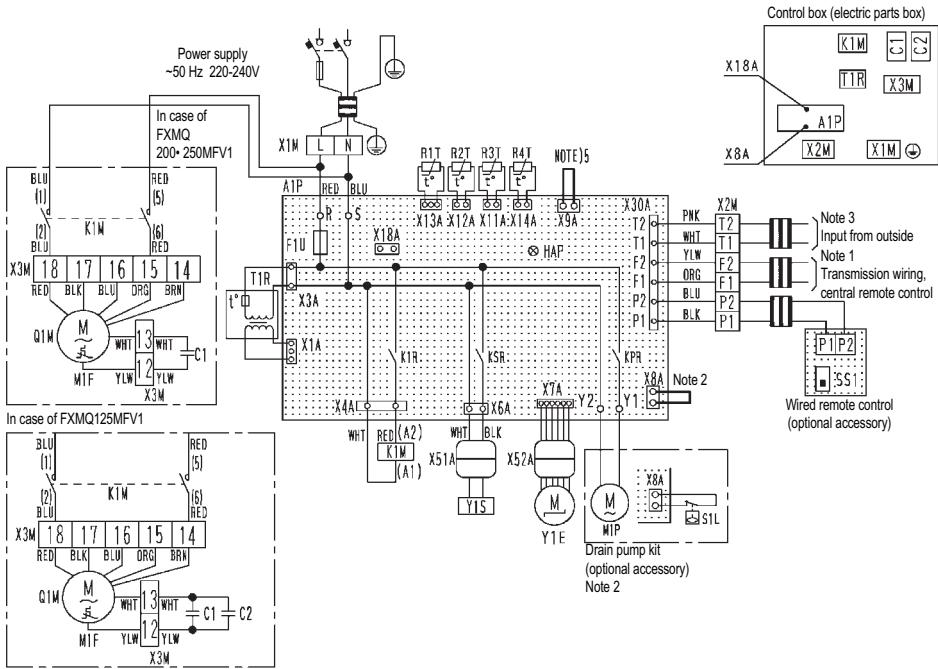 Control box (electric parts box)
K1M
C1
C2
X18A
T1R
X3M
A1P
X8A
X2M
X1M
Power supply
~50 Hz 220-240V
In case of
FXMQ
200• 250MFV1
X1M
L
N
BLU
RED
(1)
(5)
K1M
(2)
(6)
BLU
RED
X3M
18
17
16
15
14
RED
BLK
BLU
ORG
BRN
Q1M
M
~
M1F
WHT
13
WHT
C1
YLW
12
YLW
X3M
A1P
RED
BLU
R
S
F1U
X18A
T1R
t°
X3A
X1A
R1T
R2T
R3T
R4T
t°
t°
t°
t°
X13A
X12A
X11A
X14A
NOTE)5
X9A
HAP
X30A
X2M
T2
PNK
T2
T1
WHT
T1
F2
YLW
F2
F1
ORG
F1
P2
BLU
P2
P1
BLK
P1
Note 3
Input from outside
Note 1
Transmission wiring,
central remote control
P1
P2
SS1
Wired remote control
(optional accessory)
K1R
KSR
KPR
X4A
X6A
X7A
Y2
Y1
X8A
Note 2
WHT
RED
(A2)
K1M
(A1)
WHT
BLK
X51A
Y1S
X52A
M
Y1E
M
~
M1P
X8A
S1L
Drain pump kit
(optional accessory)
Note 2
In case of FXMQ125MFV1
BLU
RED
(1)
(5)
K1M
(2)
(6)
BLU
RED
X3M
18
17
16
15
14
RED
BLK
BLU
ORG
BRN
Q1M
M
~
M1F
WHT
13
WHT
C1
C2
YLW
12
YLW
X3M